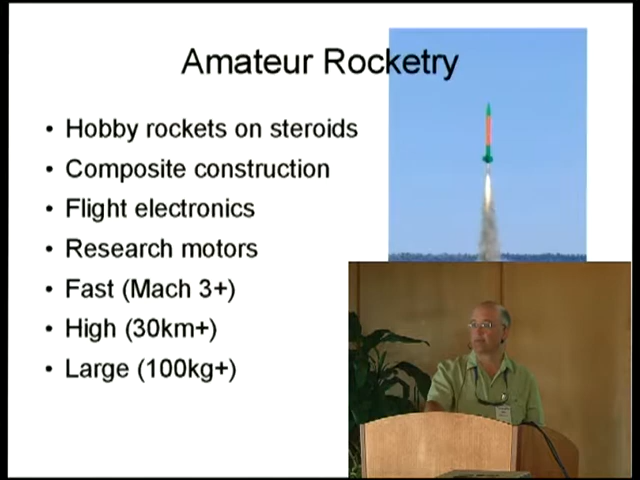 Amateur Rocketry
• Hobby rockets on steroids
• Composite construction
• Flight electronics
• Research motors
• Fast (Mach 3+)
• High (30km+)
• Large (100kg+)